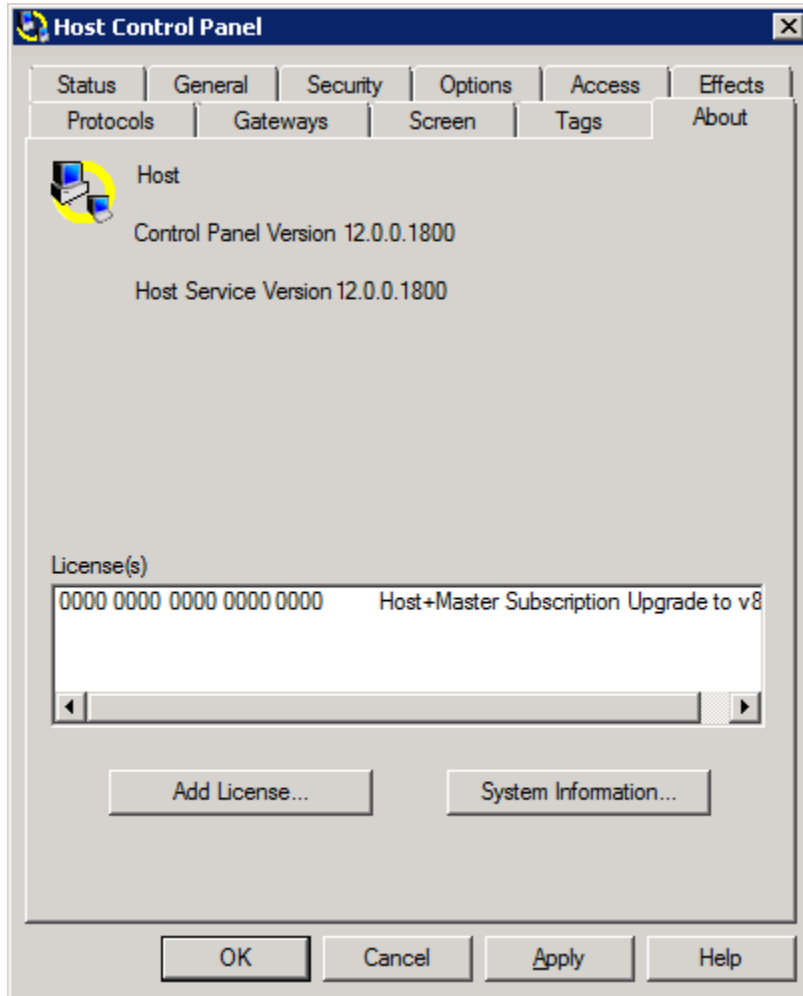 Host Control Panel
Status General Security Options Access Effects
Protocols Gateways Screen Tags About
Host
Control Panel Version 12.0.0.1800
Host Service Version 12.0.0.1800
License(s)
0000 0000 0000 0000 0000 Host+Master Subscription Upgrade to v8
Add License... System Information...
OK Cancel Apply Help